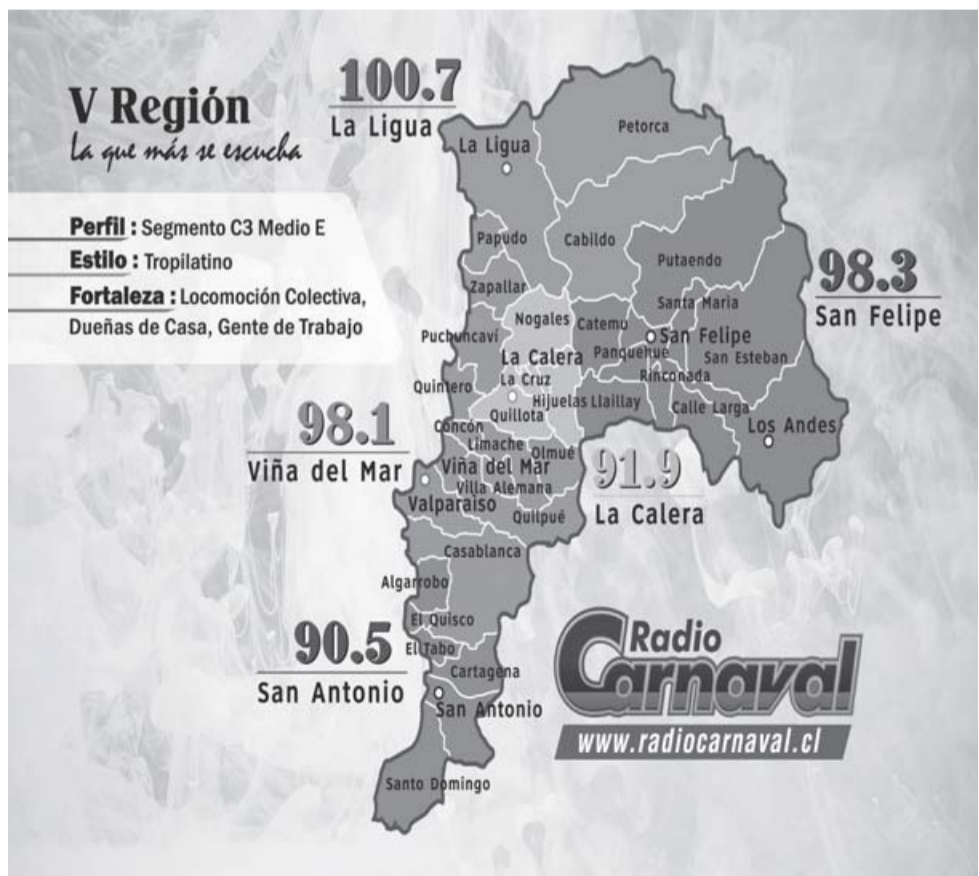 V Región
La que más se escucha
Perfil : Segmento C3 Medio E
Estilo : Tropilatino
Fortaleza : Locomoción Colectiva,
Dueñas de Casa, Gente de Trabajo
100.7
La Ligua
La Ligua
Petorca
Papudo
Cabildo
Putaendo
98.3
San Felipe
Zapallar
Santa Maria
Nogales
Catemu
San Felipe
Puchuncaví
La Calera
Panquehue
San Esteban
Quintero
La Cruz
Rinconada
Hijuelas
Llaillay
Calle Larga
Quillota
Los Andes
98.1
Viña del Mar
Concón
Limache
Olmué
Viña del Mar
Villa Alemana
91.9
La Calera
Valparaiso
Quilpué
Casablanca
Algarrobo
El Quisco
El Tabo
90.5
San Antonio
Cartagena
San Antonio
Santo Domingo
Radio
Carnaval
www.radiocarnaval.cl